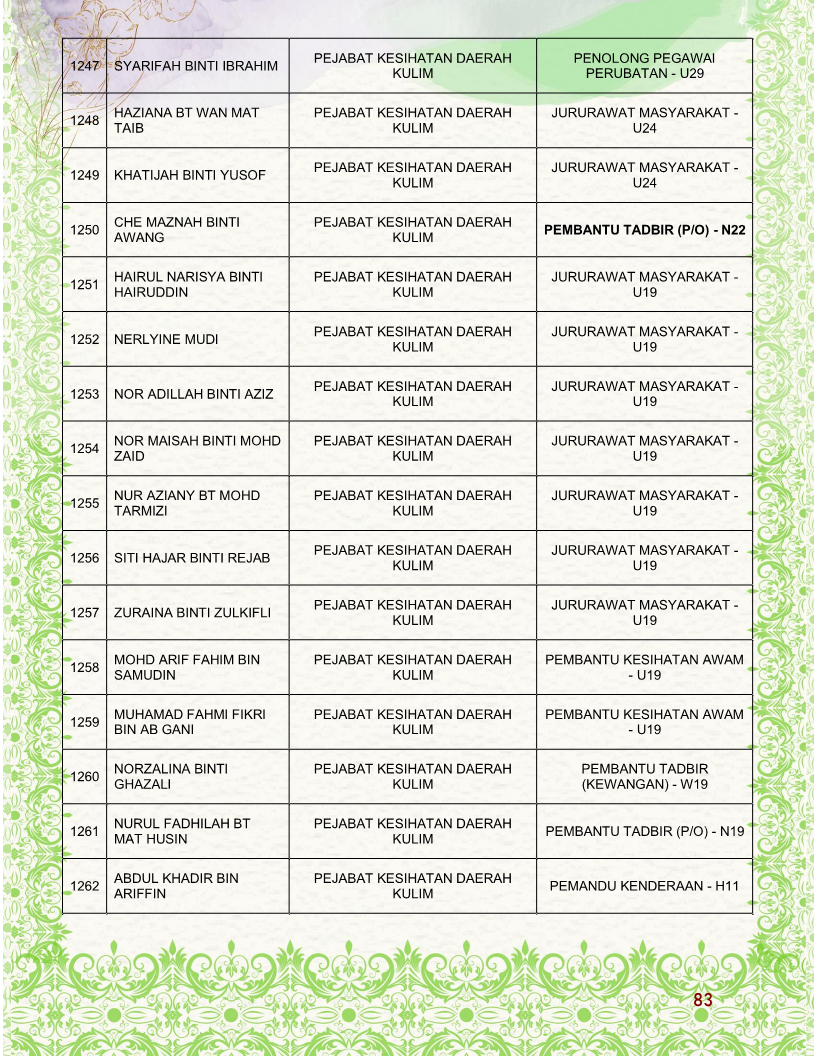 1247 SYARIFAH BINTI IBRAHIM PEJABAT KESIHATAN DAERAH
KULIM PENOLONG PEGAWAI
PERUBATAN - U29
1248 HAZIANA BT WAN MAT
TAIB PEJABAT KESIHATAN DAERAH
KULIM JURURAWAT MASYARAKAT -
U24
1249 KHATIJAH BINTI YUSOF PEJABAT KESIHATAN DAERAH
KULIM JURURAWAT MASYARAKAT -
U24
1250 CHE MAZNAH BINTI
AWANG PEJABAT KESIHATAN DAERAH
KULIM PEMBANTU TADBIR (P/O) - N22
1251 HAIRUL NARISYA BINTI
HAIRUDDIN PEJABAT KESIHATAN DAERAH
KULIM JURURAWAT MASYARAKAT -
U19
1252 NERLYINE MUDI PEJABAT KESIHATAN DAERAH
KULIM JURURAWAT MASYARAKAT -
U19
1253 NOR ADILLAH BINTI AZIZ PEJABAT KESIHATAN DAERAH
KULIM JURURAWAT MASYARAKAT -
U19
1254 NOR MAISAH BINTI MOHD
ZAID PEJABAT KESIHATAN DAERAH
KULIM JURURAWAT MASYARAKAT -
U19
1255 NUR AZIANY BT MOHD
TARMIZI PEJABAT KESIHATAN DAERAH
KULIM JURURAWAT MASYARAKAT -
U19
1256 SITI HAJAR BINTI REJAB PEJABAT KESIHATAN DAERAH
KULIM JURURAWAT MASYARAKAT -
U19
1257 ZURAINA BINTI ZULKIFLI PEJABAT KESIHATAN DAERAH
KULIM JURURAWAT MASYARAKAT -
U19
1258 MOHD ARIF FAHIM BIN
SAMUDIN PEJABAT KESIHATAN DAERAH
KULIM PEMBANTU KESIHATAN AWAM
- U19
1259 MUHAMAD FAHMI FIKRI
BIN AB GANI PEJABAT KESIHATAN DAERAH
KULIM PEMBANTU KESIHATAN AWAM
- U19
1260 NORZALINA BINTI
GHAZALI PEJABAT KESIHATAN DAERAH
KULIM PEMBANTU TADBIR
(KEWANGAN) - W19
1261 NURUL FADHILAH BT
MAT HUSIN PEJABAT KESIHATAN DAERAH
KULIM PEMBANTU TADBIR (P/O) - N19
1262 ABDUL KHADIR BIN
ARIFFIN PEJABAT KESIHATAN DAERAH
KULIM PEMANDU KENDERAAN - H11
83